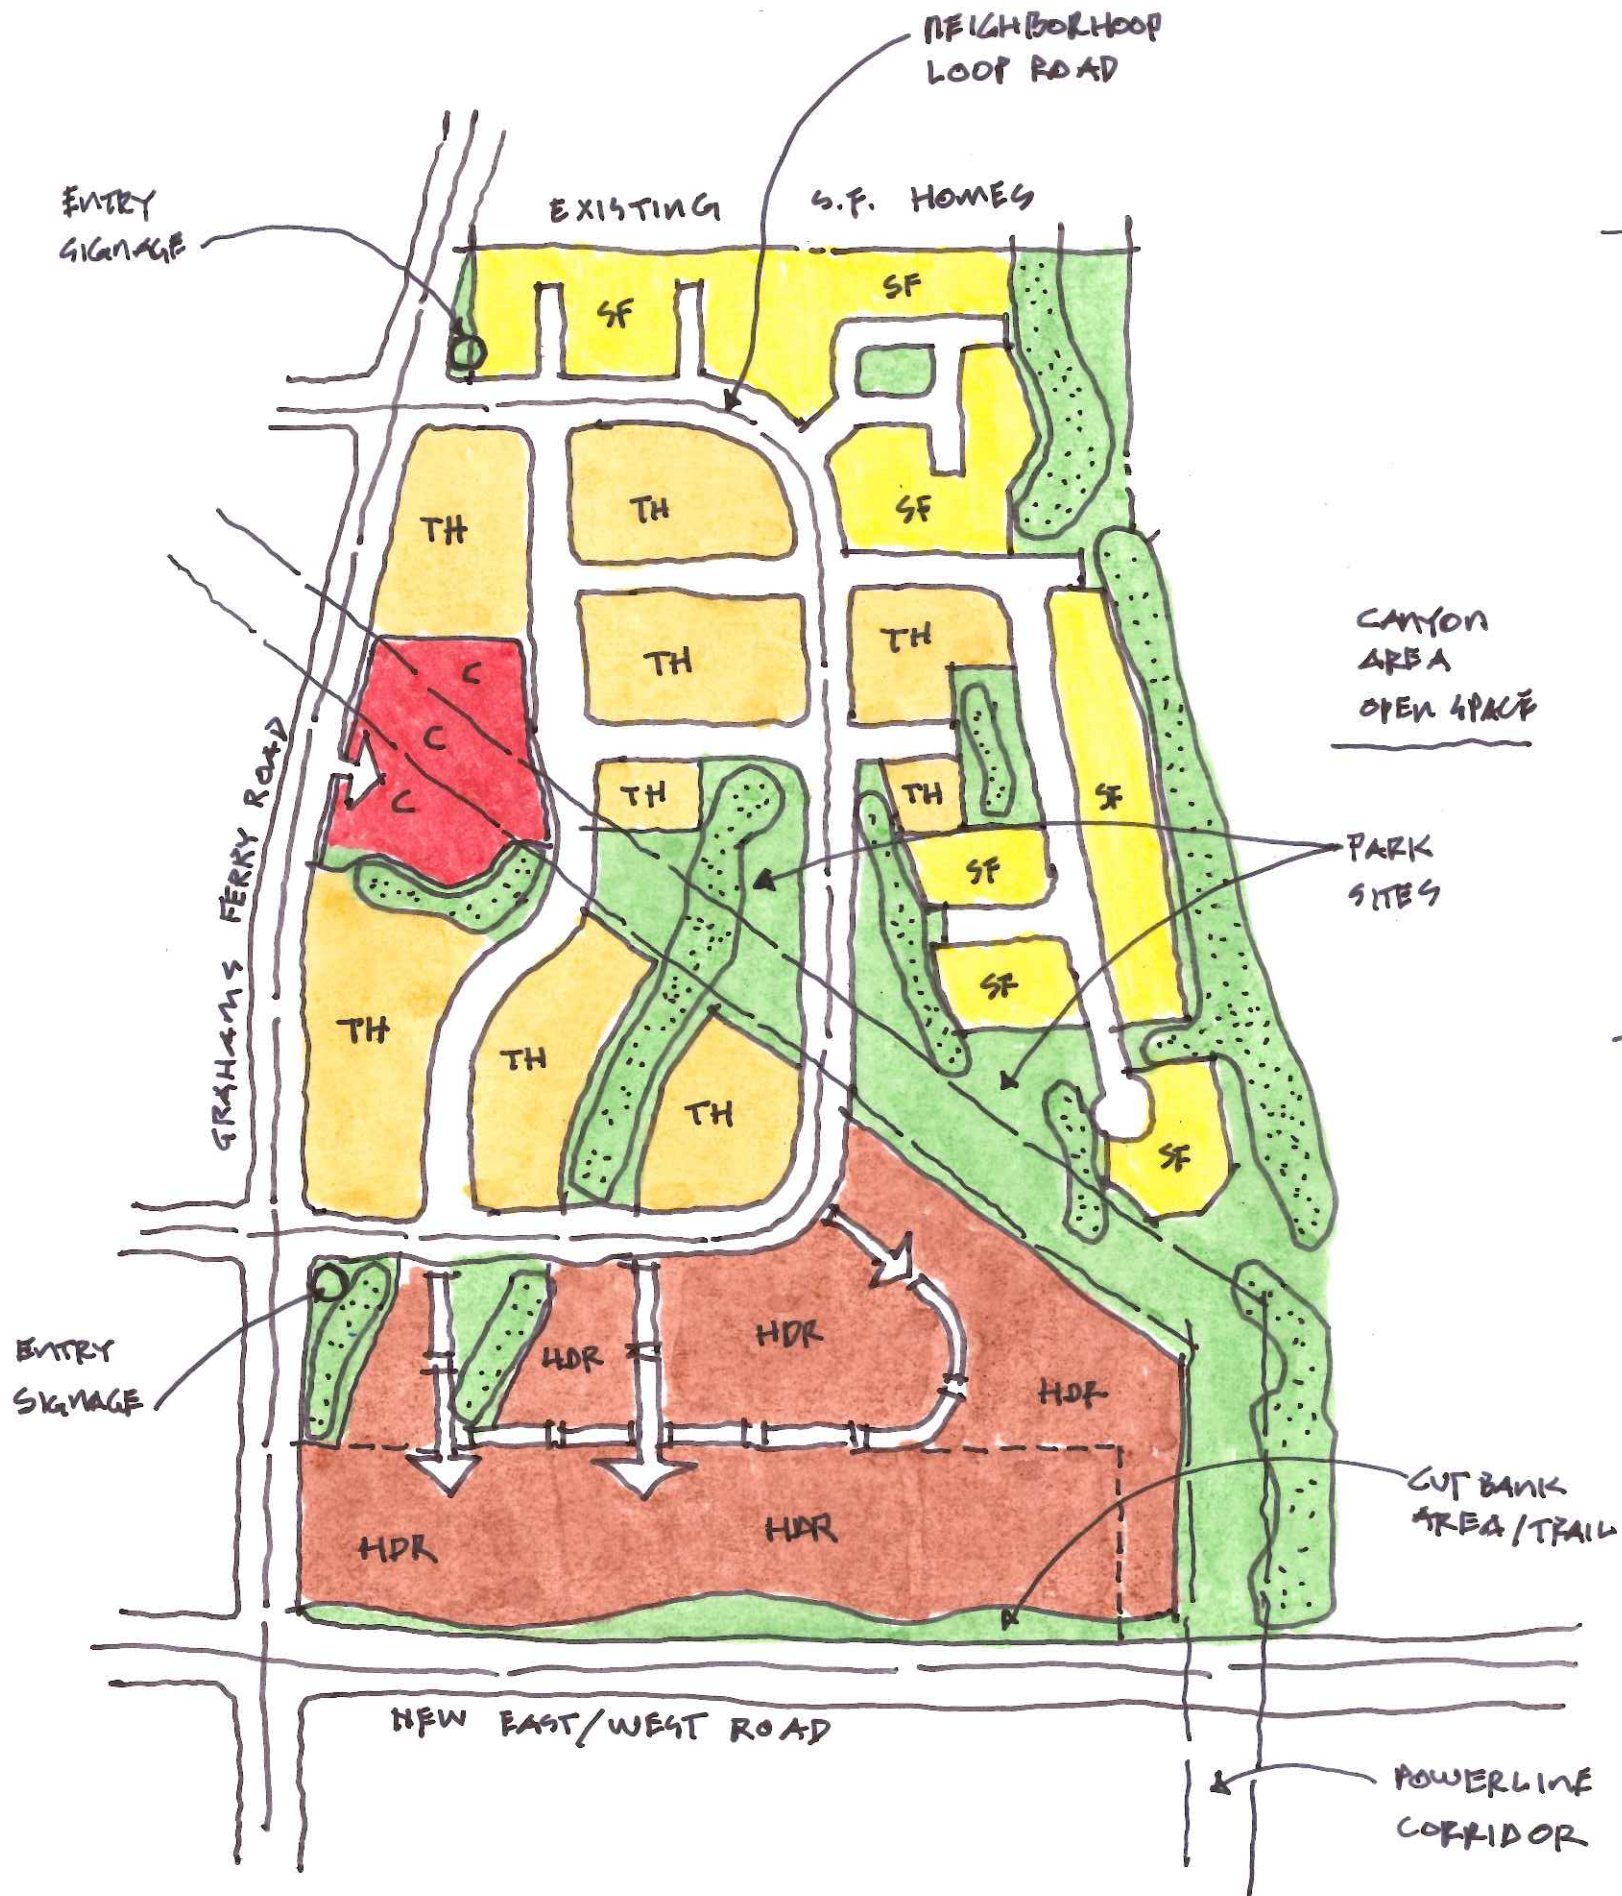 NEIGHBORHOOD
LOOP ROAD
ENTRY
SIGNAGE
EXISTING S.F. HOMES
SF
SF
SF
TH
TH
TH
TH
C
C
C
CANYON
AREA
OPEN SPACE
GRAHAMS FERRY ROAD
TH
TH
SF
SF
PARK
SITES
SF
TH
TH
TH
SF
ENTRY
SIGNAGE
HDR
HDR
HDR
HDR
HDR
CUT BANK
AREA/TRAIL
NEW EAST/WEST ROAD
POWERLINE
CORRIDOR